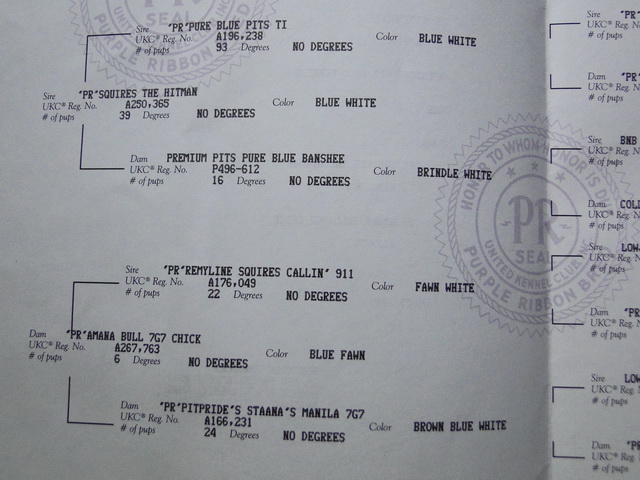 Sire 'PR'PURE BLUE PITS TI
UKC® Reg. No. A196,238 Color BLUE WHITE
# of pups 93 Degrees NO DEGREES
Sire 'PR'SQUIRES THE HITMAN
UKC® Reg. No. A250,365 Color BLUE WHITE
# of pups 39 Degrees NO DEGREES
Dam PREMIUM PITS PURE BLUE BANSHEE
UKC® Reg. No. P496-612 Color BRINDLE WHITE
# of pups 16 Degrees NO DEGREES
Sire 'PR'REMYLINE SQUIRES CALLIN' 911
UKC® Reg. No. A176,049 Color FAWN WHITE
# of pups 22 Degrees NO DEGREES
Dam 'PR'AMANA BULL 7G7 CHICK
UKC® Reg. No. A267,763 Color BLUE FAWN
# of pups 6 Degrees NO DEGREES
Dam 'PR'PITPRIDE'S STAANA'S MANILA 7G7
UKC® Reg. No. A166,231 Color BROWN BLUE WHITE
# of pups 24 Degrees NO DEGREES
Sire 'PR'
UKC® Reg.
# of pups
Dam 'PR'
UKC® Reg.
# of pups
Sire BNB
UKC® Reg.
# of pups
Dam
UKC® Reg.
# of pups
Sire
UKC® Reg.
# of pups
Dam
UKC® Reg.
# of pups
Sire
UKC® Reg.
# of pups
Dam
UKC® Reg.
# of pups
SEAL
PURPLE RIBBON
HONOR TO WHOM HONOR IS DUE
PR
SEAL
UNITED KENNEL CLUB
PURPLE RIBBON